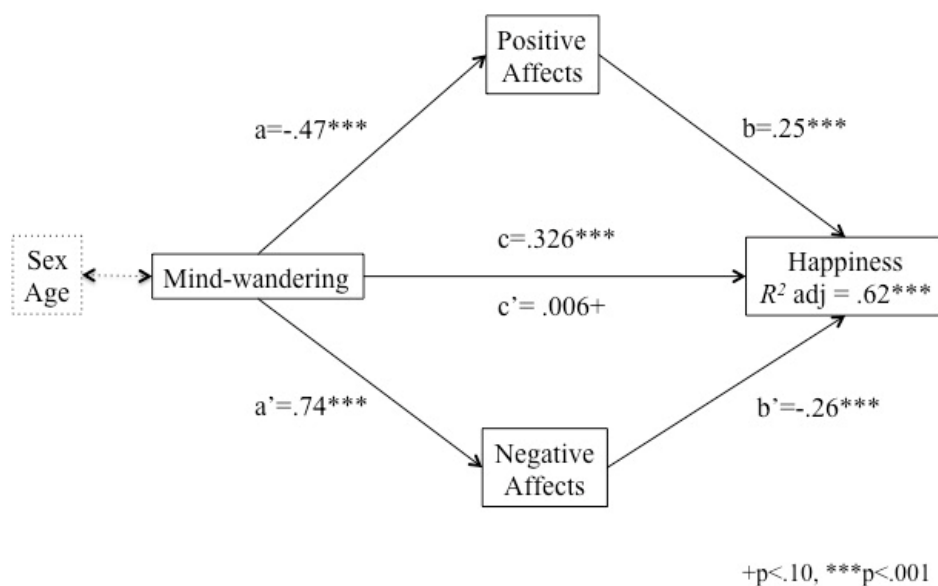 Positive
Affects
a=-.47***
b=.25***
c=.326***
Sex
Age
Mind-wandering
Happiness
R² adj = .62***
c’= .006+
a’=.74***
b’=-.26***
Negative
Affects
+p<.10, ***p<.001